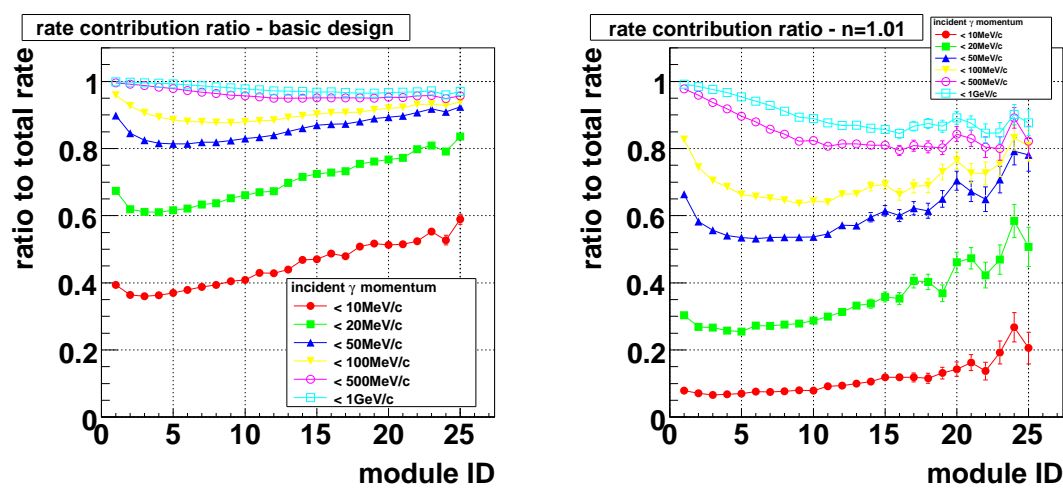 rate contribution ratio - basic design
ratio to total rate
1
0.8
0.6
0.4
0.2
0
0 5 10 15 20 25
module ID
incident γ momentum
< 10MeV/c
< 20MeV/c
< 50MeV/c
< 100MeV/c
< 500MeV/c
< 1GeV/c
rate contribution ratio - n=1.01
ratio to total rate
1
0.8
0.6
0.4
0.2
0
0 5 10 15 20 25
module ID
incident γ momentum
< 10MeV/c
< 20MeV/c
< 50MeV/c
< 100MeV/c
< 500MeV/c
< 1GeV/c